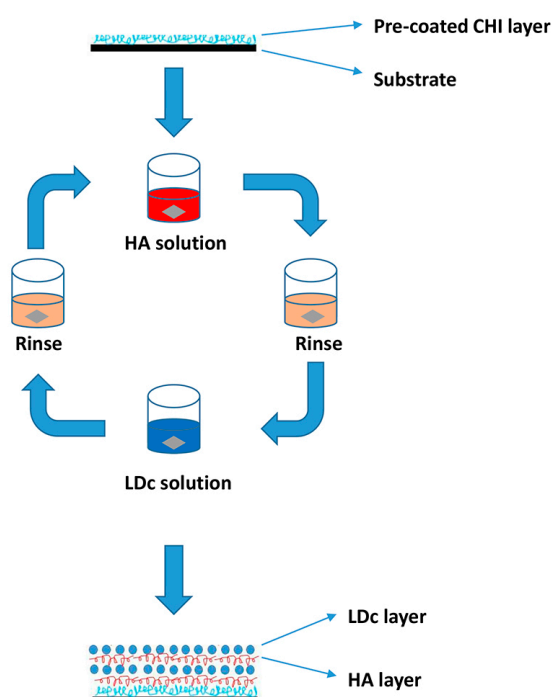 Pre-coated CHI layer
Substrate
HA solution
Rinse
Rinse
LDc solution
LDc layer
HA layer